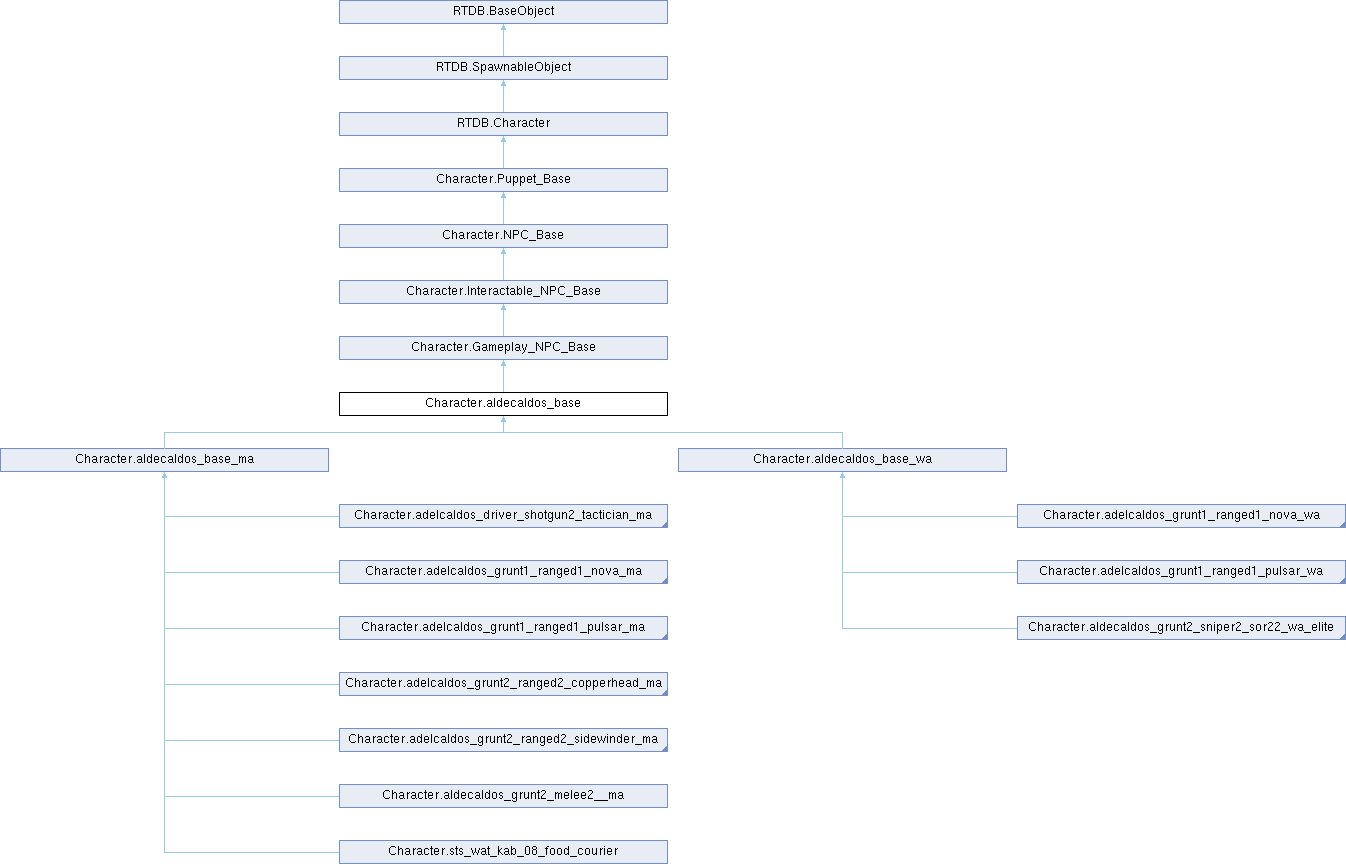 RTDB.BaseObject
RTDB.SpawnableObject
RTDB.Character
Character.Puppet_Base
Character.NPC_Base
Character.Interactable_NPC_Base
Character.Gameplay_NPC_Base
Character.aldecaldos_base
Character.aldecaldos_base_ma
Character.aldecaldos_base_wa
Character.adelcaldos_driver_shotgun2_tactician_ma
Character.adelcaldos_grunt1_ranged1_nova_wa
Character.adelcaldos_grunt1_ranged1_nova_ma
Character.adelcaldos_grunt1_ranged1_pulsar_wa
Character.adelcaldos_grunt1_ranged1_pulsar_ma
Character.aldecaldos_grunt2_sniper2_sor22_wa_elite
Character.adelcaldos_grunt2_ranged2_copperhead_ma
Character.adelcaldos_grunt2_ranged2_sidewinder_ma
Character.aldecaldos_grunt2_melee2__ma
Character.sts_wat_kab_08_food_courier